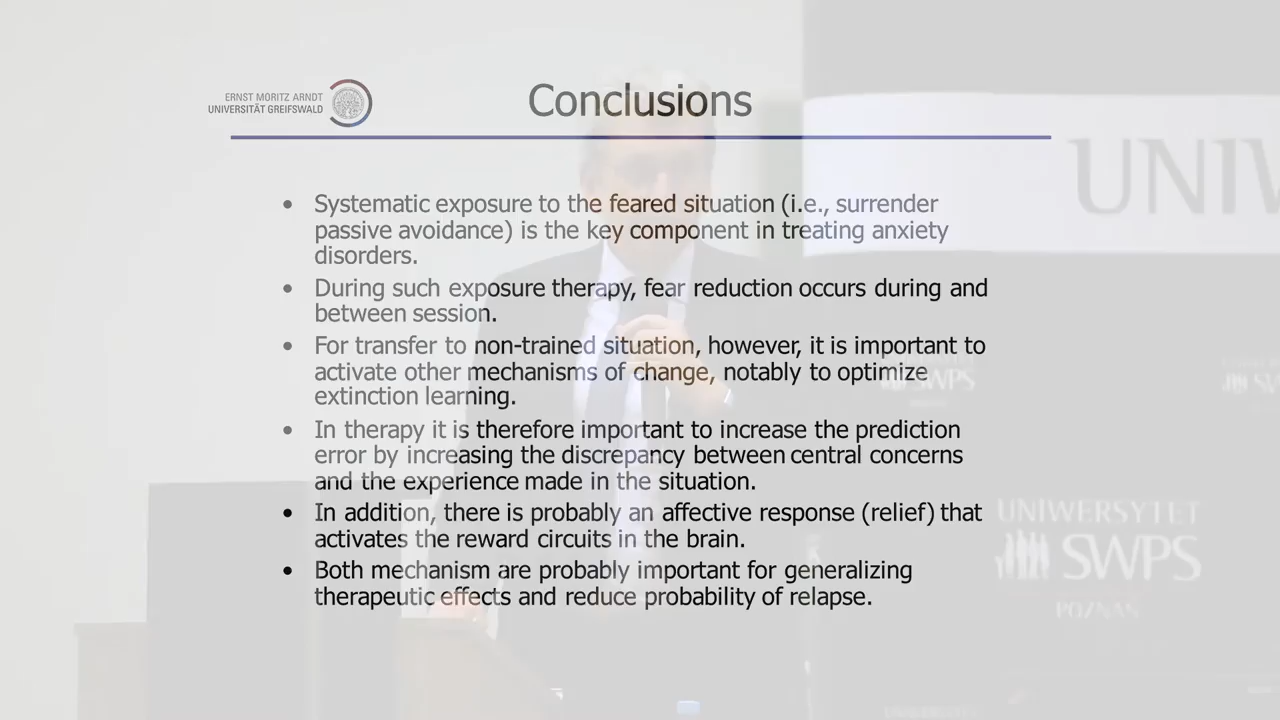 ERNST MORITZ ARNDT
UNIVERSITÄT GREIFSWALD
Conclusions
UNIW
• Systematic exposure to the feared situation (i.e., surrender
passive avoidance) is the key component in treating anxiety
disorders.
• During such exposure therapy, fear reduction occurs during and
between session.
• For transfer to non-trained situation, however, it is important to
activate other mechanisms of change, notably to optimize
extinction learning.
SWPS
• In therapy it is therefore important to increase the prediction
error by increasing the discrepancy between central concerns
and the experience made in the situation.
• In addition, there is probably an affective response (relief) that
activates the reward circuits in the brain.
• Both mechanism are probably important for generalizing
therapeutic effects and reduce probability of relapse.
UNIWERSYTET
SWPS
POZNAŃ